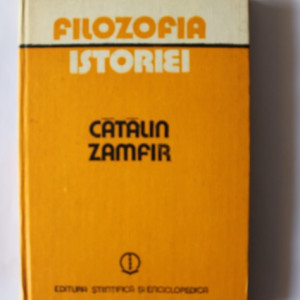 FILOZOFIA
ISTORIEI
CĂTĂLIN
ZAMFIR
EDITURA ȘTIINȚIFICĂ ȘI ENCICLOPEDICĂ